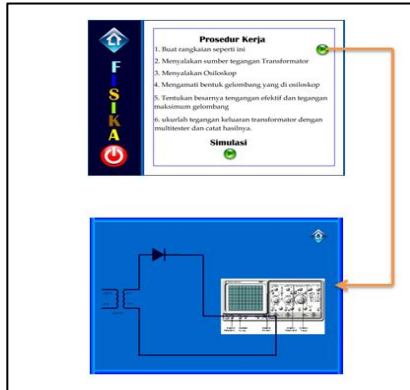 FISIKA
Prosedur Kerja
1. Buat rangkaian seperti ini
2. Menyalakan sumber tegangan Transformator
3. Menyalakan Osiloskop
4. Mengamati bentuk gelombang yang di osiloskop
5. Tentukan besarnya tengangan efektif dan tegangan
maksimum gelombang
6. ukurlah tegangan keluaran transformator dengan
multitester dan catat hasilnya.
Simulasi